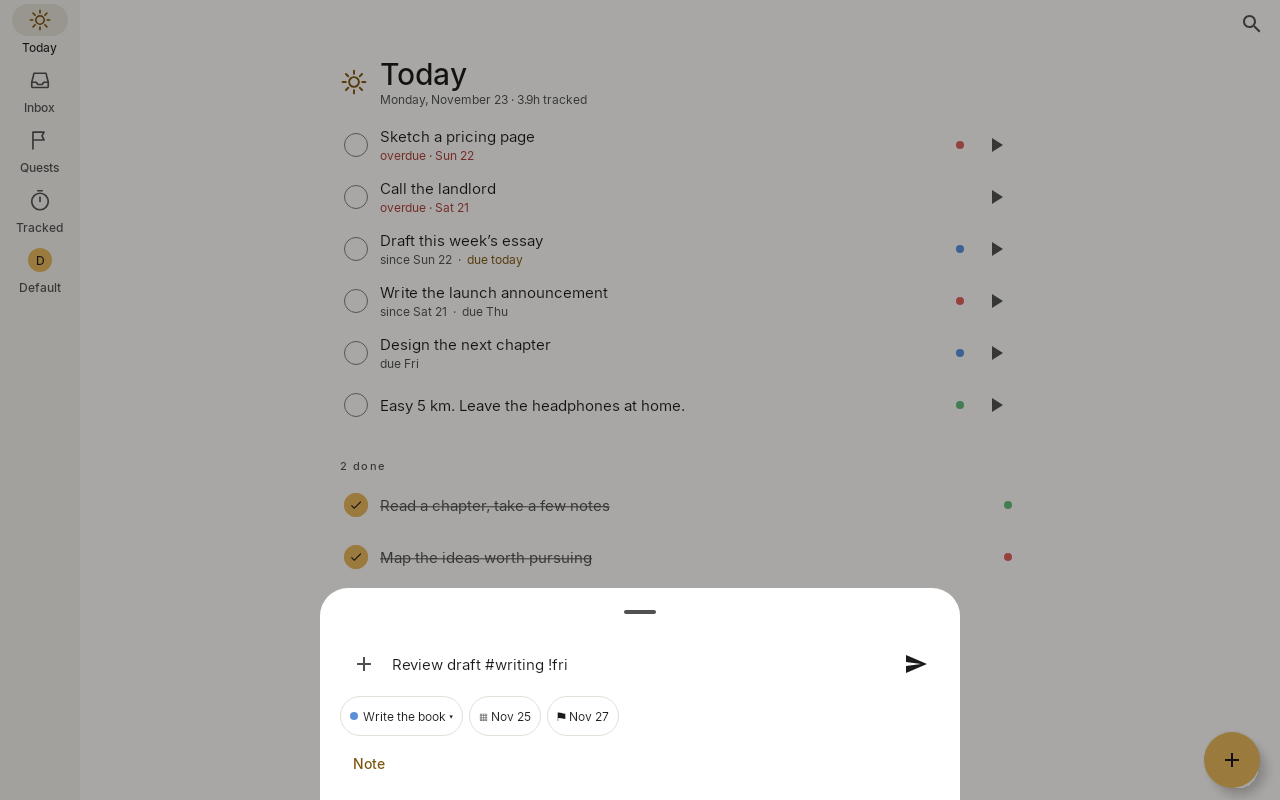 Today
Inbox
Quests
Tracked
D
Default
Today
Monday, November 23 · 3.9h tracked
Sketch a pricing page
overdue · Sun 22
Call the landlord
overdue · Sat 21
Draft this week’s essay
since Sun 22 · due today
Write the launch announcement
since Sat 21 · due Thu
Design the next chapter
due Fri
Easy 5 km. Leave the headphones at home.
2 done
Read a chapter, take a few notes
Map the ideas worth pursuing
Review draft #writing !fri
Write the book
Nov 25
Nov 27
Note